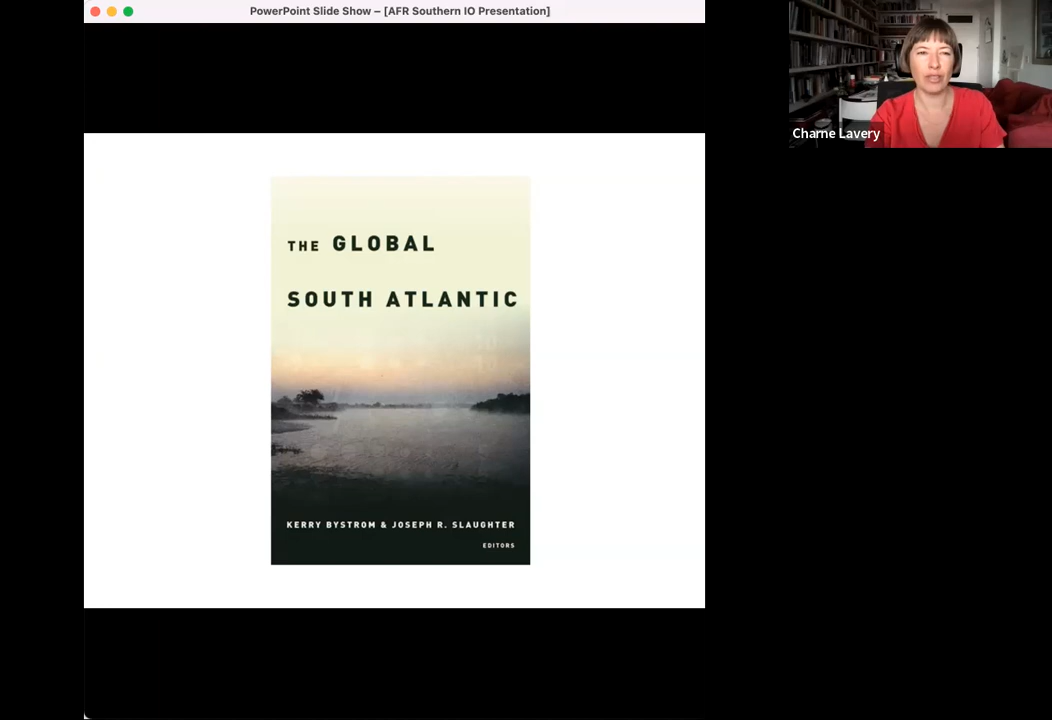 PowerPoint Slide Show – [AFR Southern IO Presentation]
THE GLOBAL
SOUTH ATLANTIC
KERRY BYSTROM & JOSEPH R. SLAUGHTER
EDITORS
Charne Lavery